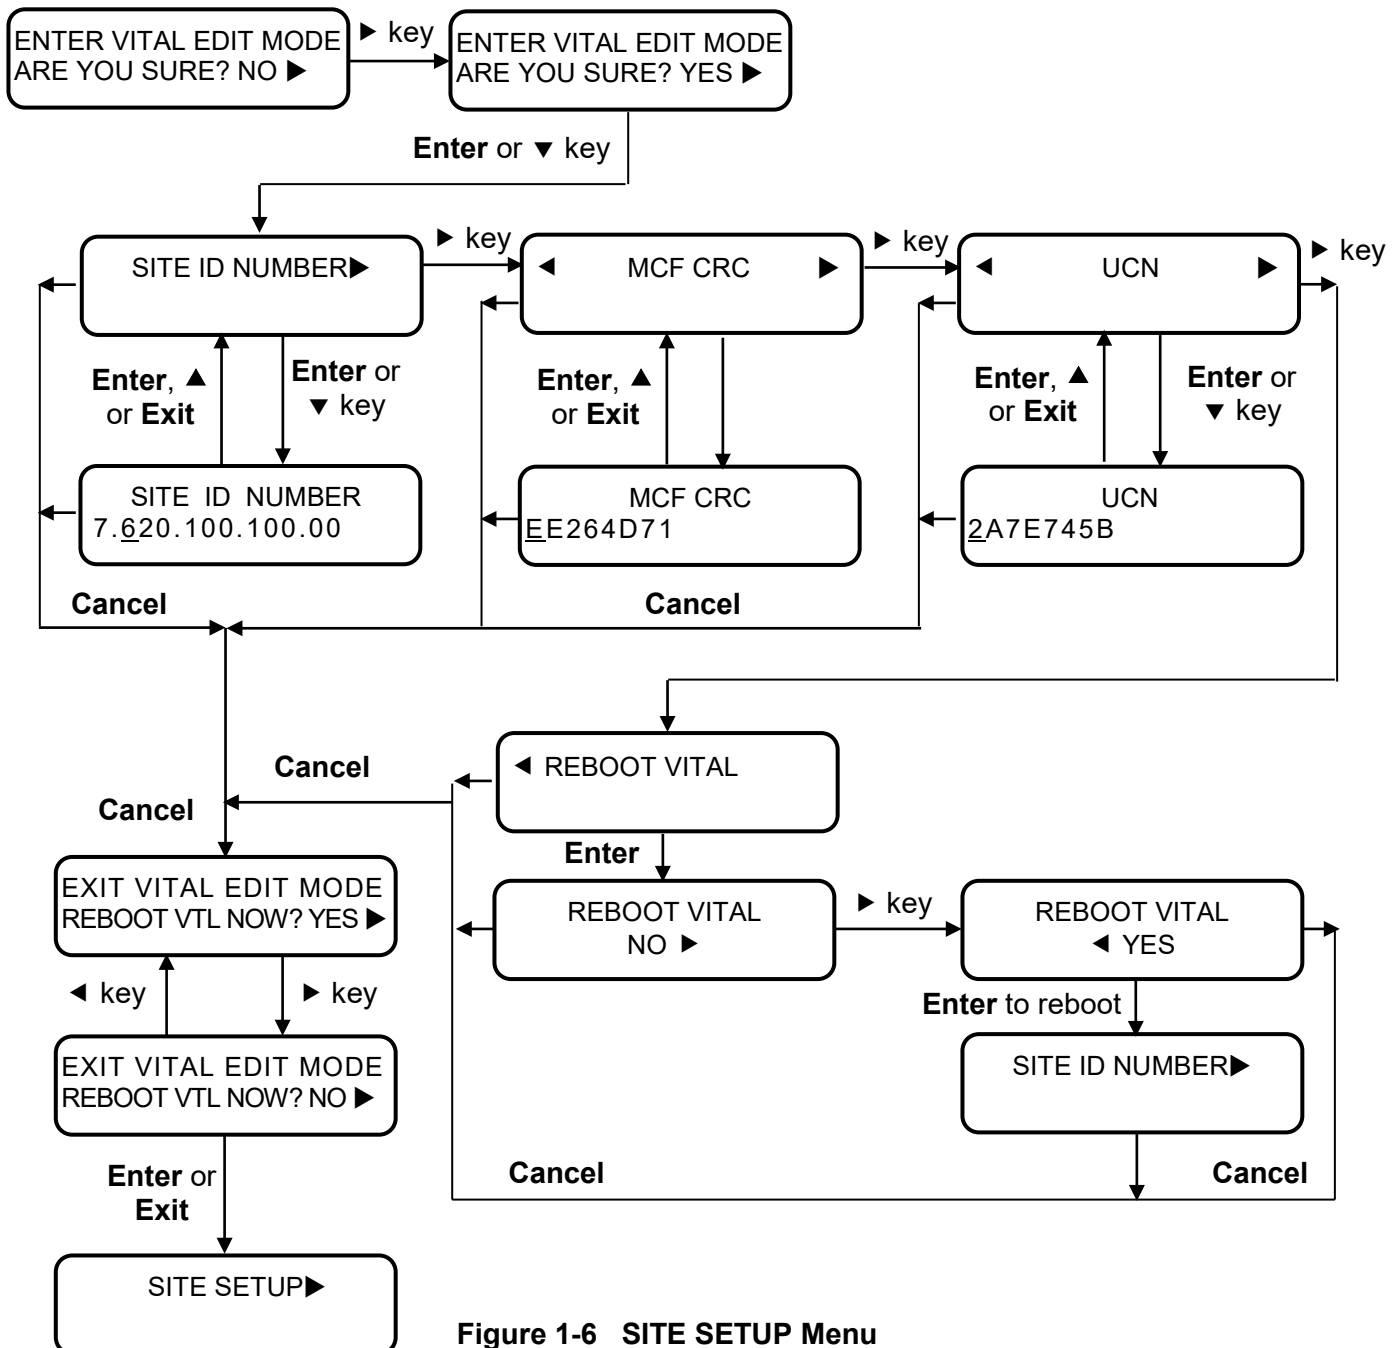 ENTER VITAL EDIT MODE
ARE YOU SURE? NO ▶
▶ key
ENTER VITAL EDIT MODE
ARE YOU SURE? YES ▶
Enter or ▼ key
SITE ID NUMBER▶
▶ key
◀ MCF CRC ▶
▶ key
◀ UCN ▶
▶ key
Enter, ▲
or Exit
Enter or
▼ key
Enter, ▲
or Exit
Enter, ▲
or Exit
Enter or
▼ key
SITE ID NUMBER
7.620.100.100.00
MCF CRC
EE264D71
UCN
2A7E745B
Cancel
Cancel
◀ REBOOT VITAL
Cancel
Cancel
Enter
EXIT VITAL EDIT MODE
REBOOT VTL NOW? YES ▶
REBOOT VITAL
NO ▶
▶ key
REBOOT VITAL
◀ YES
◀ key
▶ key
Enter to reboot
EXIT VITAL EDIT MODE
REBOOT VTL NOW? NO ▶
SITE ID NUMBER▶
Enter or
Exit
Cancel
Cancel
SITE SETUP▶
Figure 1-6 SITE SETUP Menu